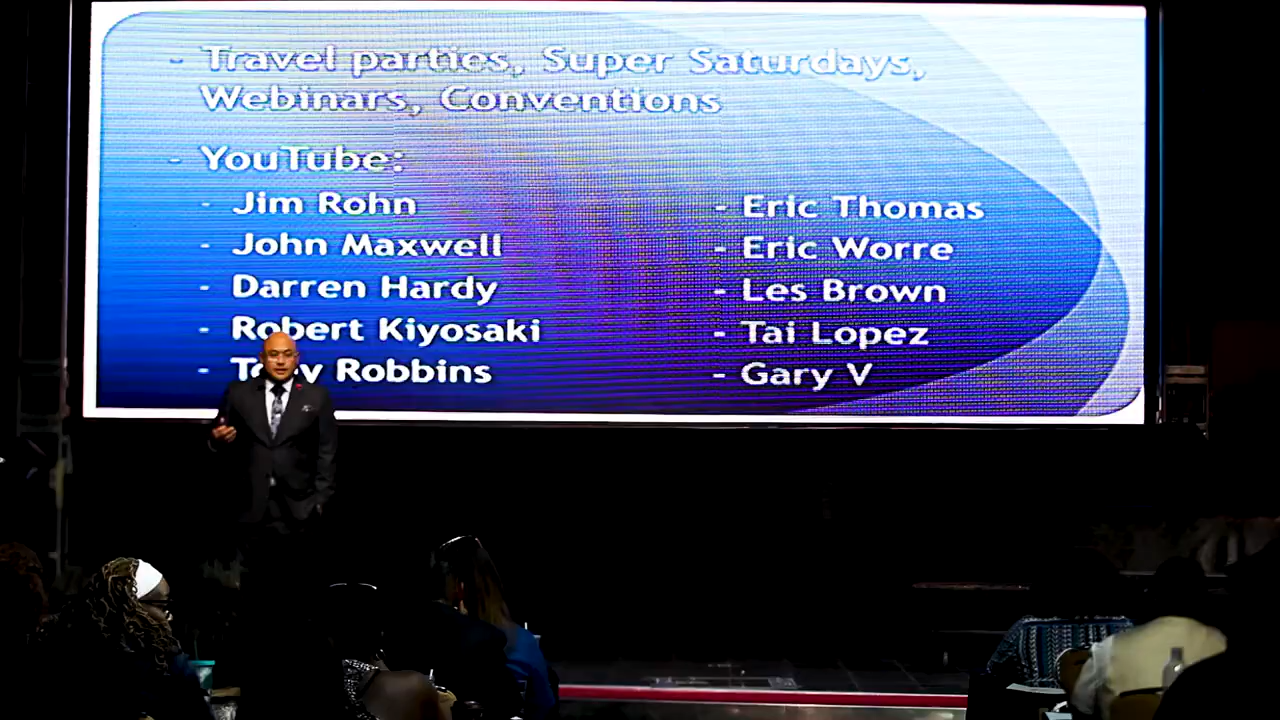 - Travel parties, Super Saturdays,
Webinars, Conventions
- YouTube:
- Jim Rohn
- John Maxwell
- Darren Hardy
- Robert Kiyosaki
- Tony Robbins
- Eric Thomas
- Eric Worre
- Les Brown
- Tai Lopez
- Gary V